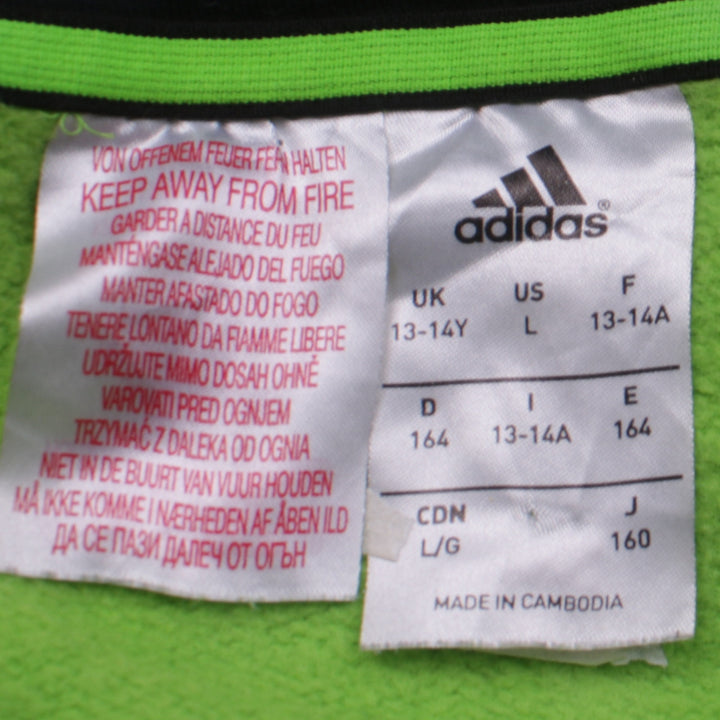 VON OFFENEM FEUER FERN HALTEN
KEEP AWAY FROM FIRE
GARDER A DISTANCE DU FEU
MANTÉNGASE ALEJADO DEL FUEGO
MANTER AFASTADO DO FOGO
TENERE LONTANO DA FIAMME LIBERE
UDRŽUJTE MIMO DOSAH OHNĚ
VAROVATI PRED OGNJEM
TRZYMAĆ Z DALEKA OD OGNIA
NIET IN DE BUURT VAN VUUR HOUDEN
MÅ IKKE KOMME I NÆRHEDEN AF ÅBEN ILD
ДА СЕ ПАЗИ ДАЛЕЧ ОТ ОГЪН
adidas®
UK US F
13-14Y L 13-14A
D I E
164 13-14A 164
CDN J
L/G 160
MADE IN CAMBODIA